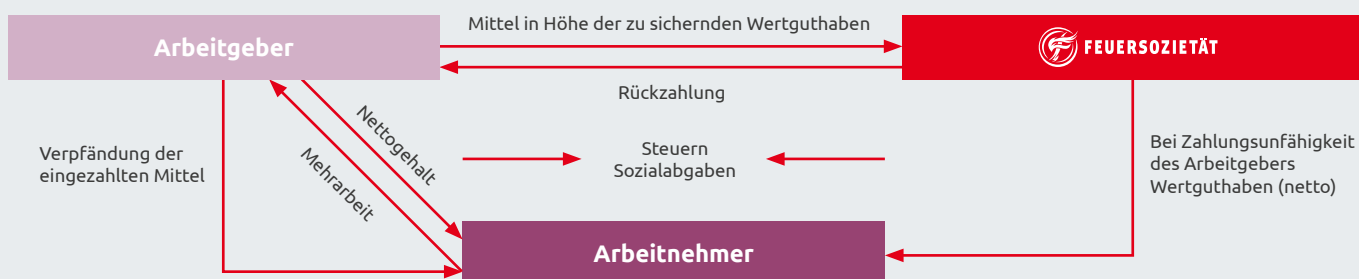 Mittel in Höhe der zu sichernden Wertguthaben
Arbeitgeber
FEUERSOZIETÄT
Rückzahlung
Verpfändung der
eingezahlten Mittel
Nettogehalt
Mehrarbeit
Steuern
Sozialabgaben
Bei Zahlungsunfähigkeit
des Arbeitgebers
Wertguthaben (netto)
Arbeitnehmer